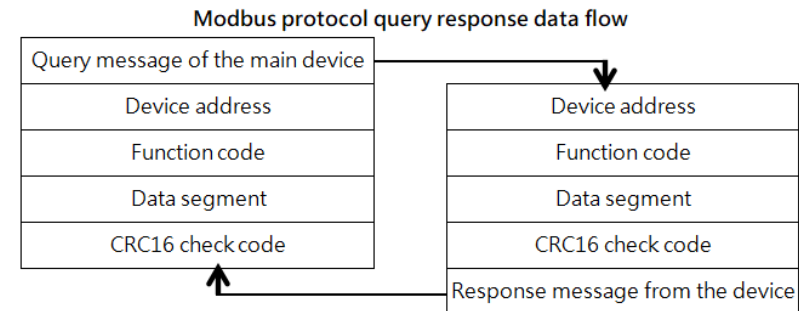 Modbus protocol query response data flow
Query message of the main device
Device address
Function code
Data segment
CRC16 check code
Device address
Function code
Data segment
CRC16 check code
Response message from the device